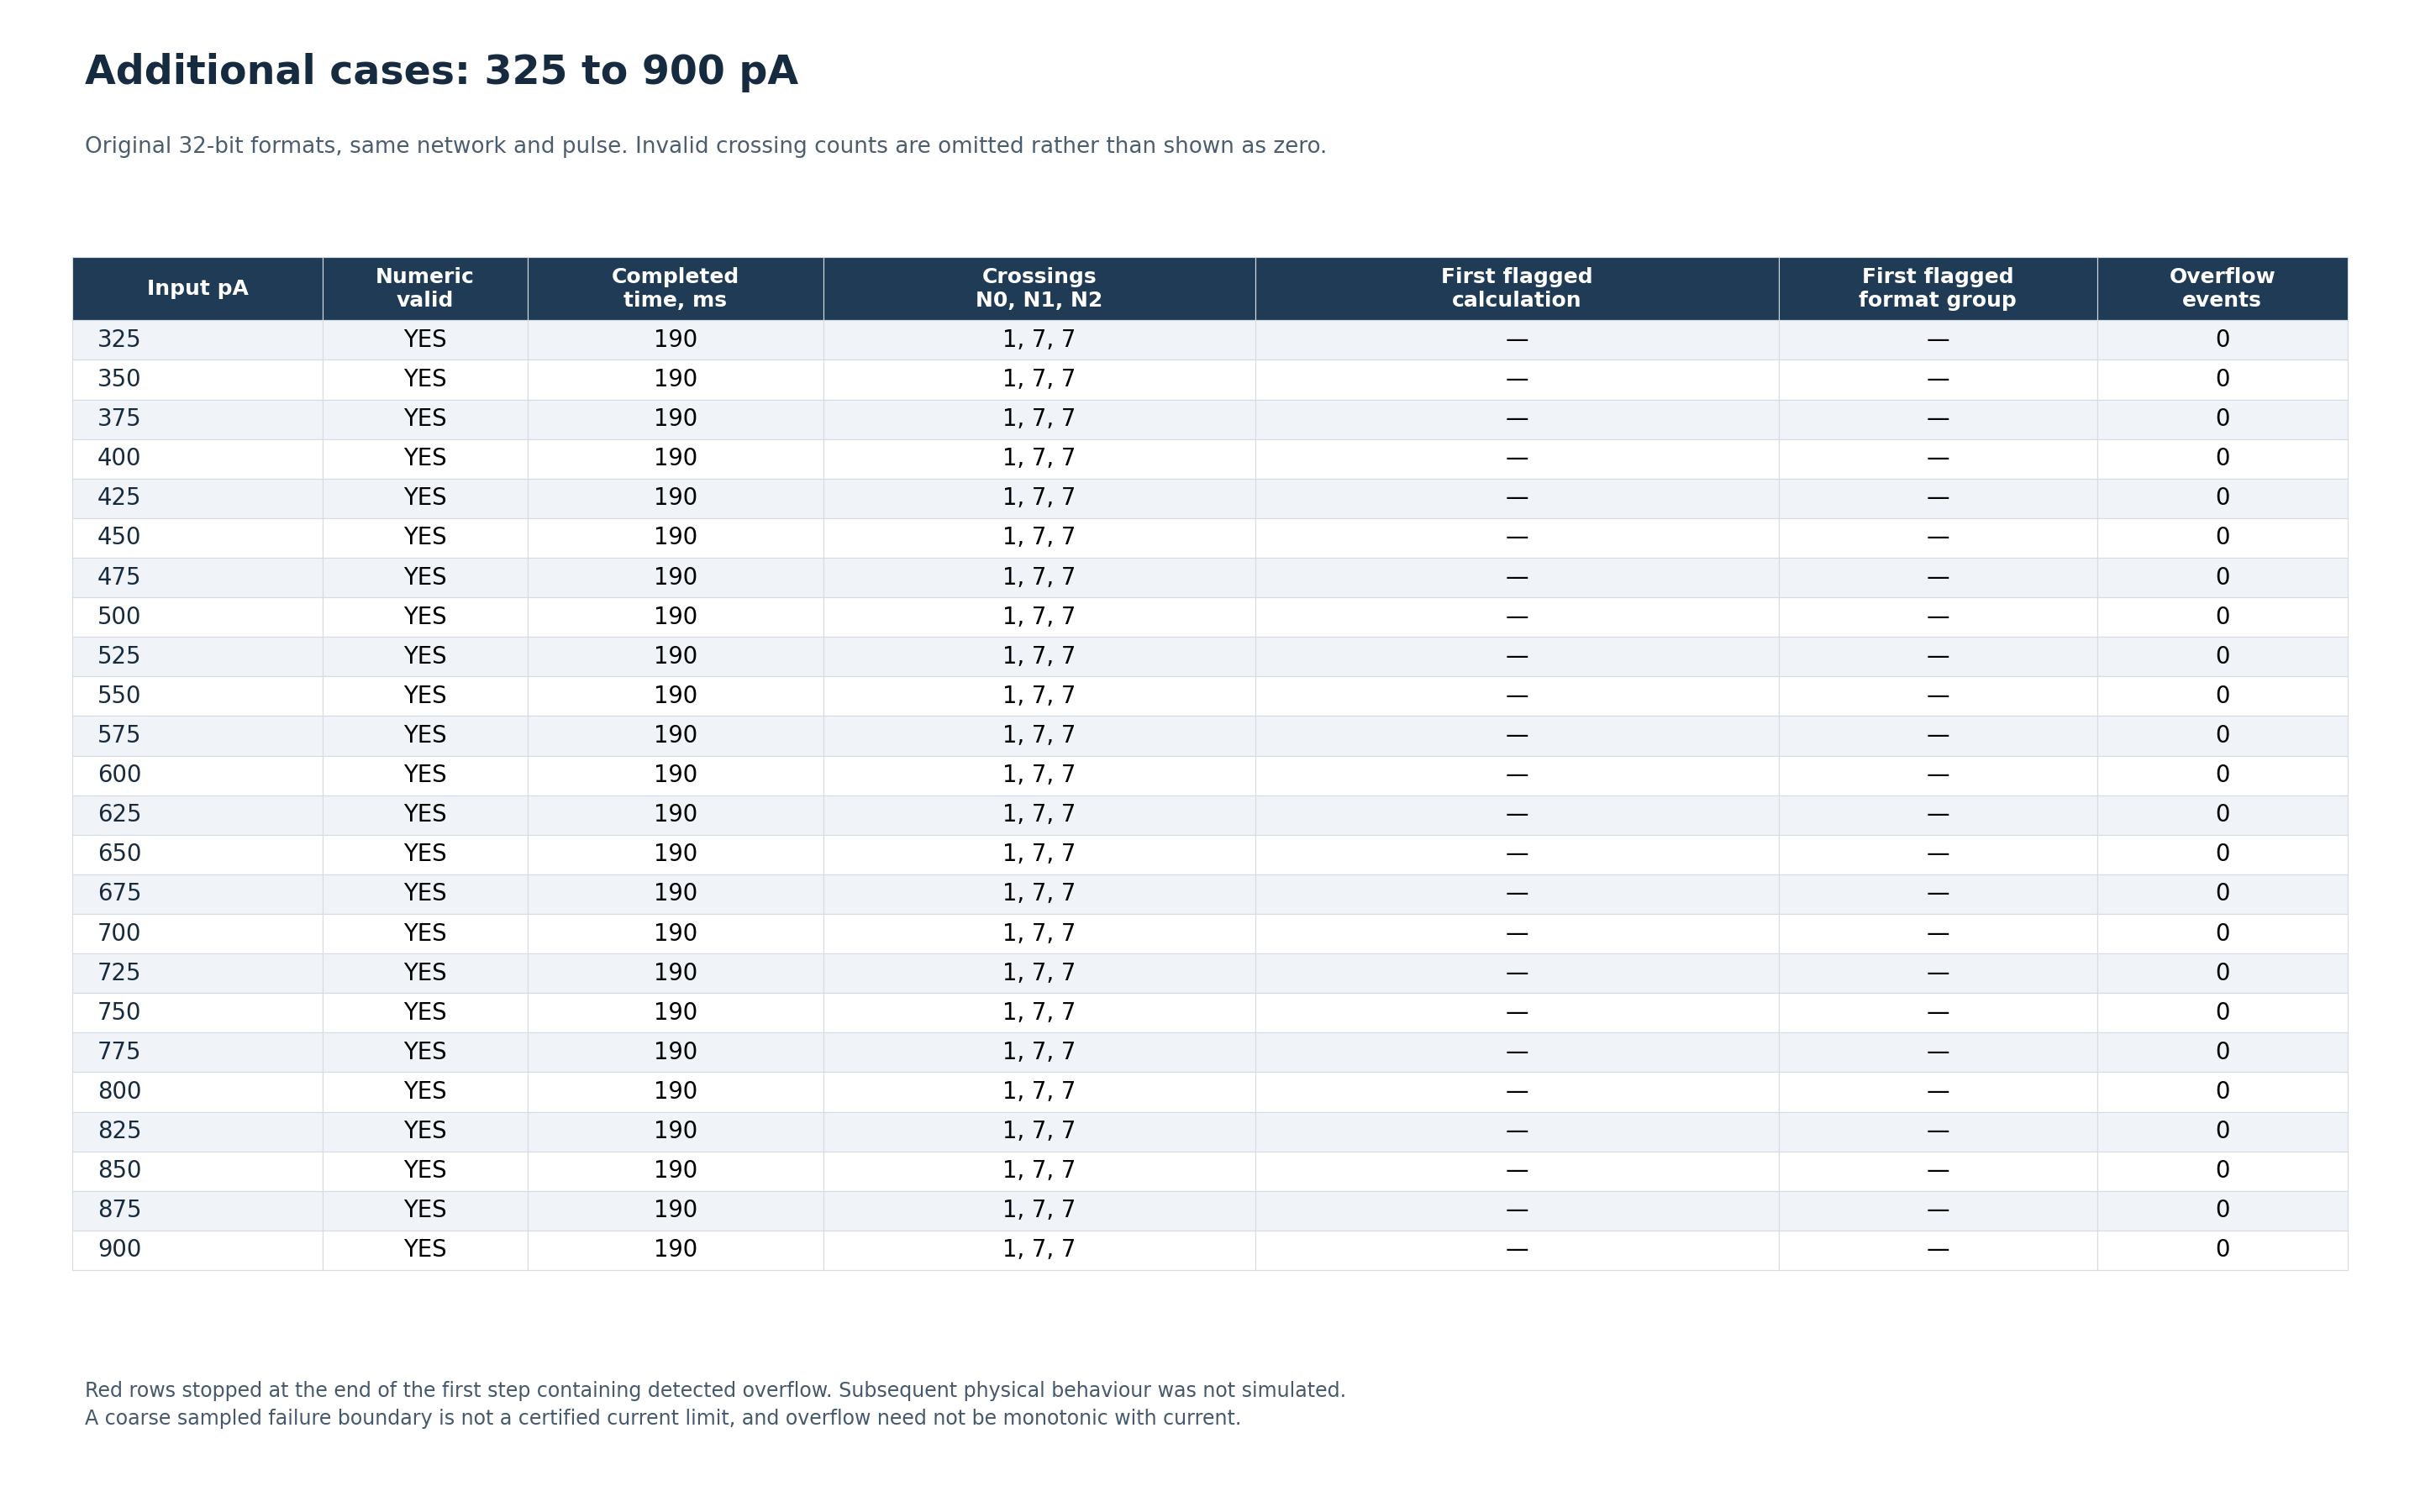 Additional cases: 325 to 900 pA
Original 32-bit formats, same network and pulse. Invalid crossing counts are omitted rather than shown as zero.
Input pA Numeric valid Completed time, ms Crossings N0, N1, N2 First flagged calculation First flagged format group Overflow events
325 YES 190 1, 7, 7 — — 0
350 YES 190 1, 7, 7 — — 0
375 YES 190 1, 7, 7 — — 0
400 YES 190 1, 7, 7 — — 0
425 YES 190 1, 7, 7 — — 0
450 YES 190 1, 7, 7 — — 0
475 YES 190 1, 7, 7 — — 0
500 YES 190 1, 7, 7 — — 0
525 YES 190 1, 7, 7 — — 0
550 YES 190 1, 7, 7 — — 0
575 YES 190 1, 7, 7 — — 0
600 YES 190 1, 7, 7 — — 0
625 YES 190 1, 7, 7 — — 0
650 YES 190 1, 7, 7 — — 0
675 YES 190 1, 7, 7 — — 0
700 YES 190 1, 7, 7 — — 0
725 YES 190 1, 7, 7 — — 0
750 YES 190 1, 7, 7 — — 0
775 YES 190 1, 7, 7 — — 0
800 YES 190 1, 7, 7 — — 0
825 YES 190 1, 7, 7 — — 0
850 YES 190 1, 7, 7 — — 0
875 YES 190 1, 7, 7 — — 0
900 YES 190 1, 7, 7 — — 0
Red rows stopped at the end of the first step containing detected overflow. Subsequent physical behaviour was not simulated.
A coarse sampled failure boundary is not a certified current limit, and overflow need not be monotonic with current.